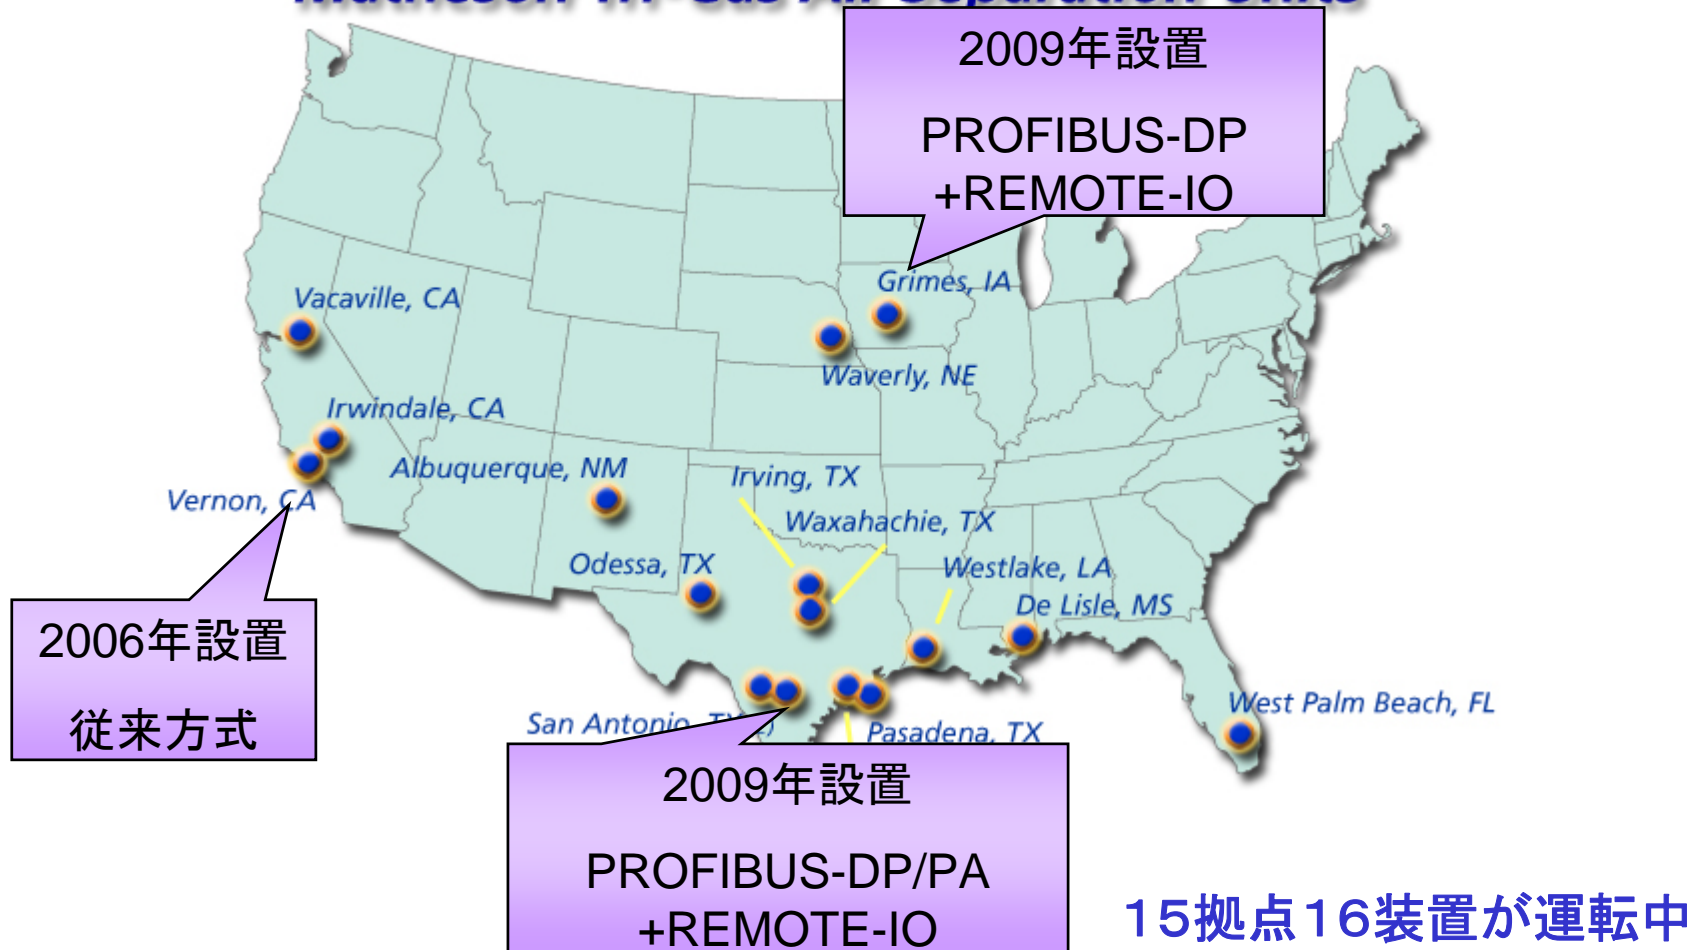 2009年設置
PROFIBUS-DP
+REMOTE-IO
Grimes, IA
Vacaville, CA
Waverly, NE
Irwindale, CA
Albuquerque, NM
Irving, TX
Vernon, CA
Waxahachie, TX
Odessa, TX
Westlake, LA
De Lisle, MS
2006年設置
従来方式
West Palm Beach, FL
San Antonio,
Pasadena, TX
2009年設置
PROFIBUS-DP/PA
+REMOTE-IO
15拠点16装置が運転中